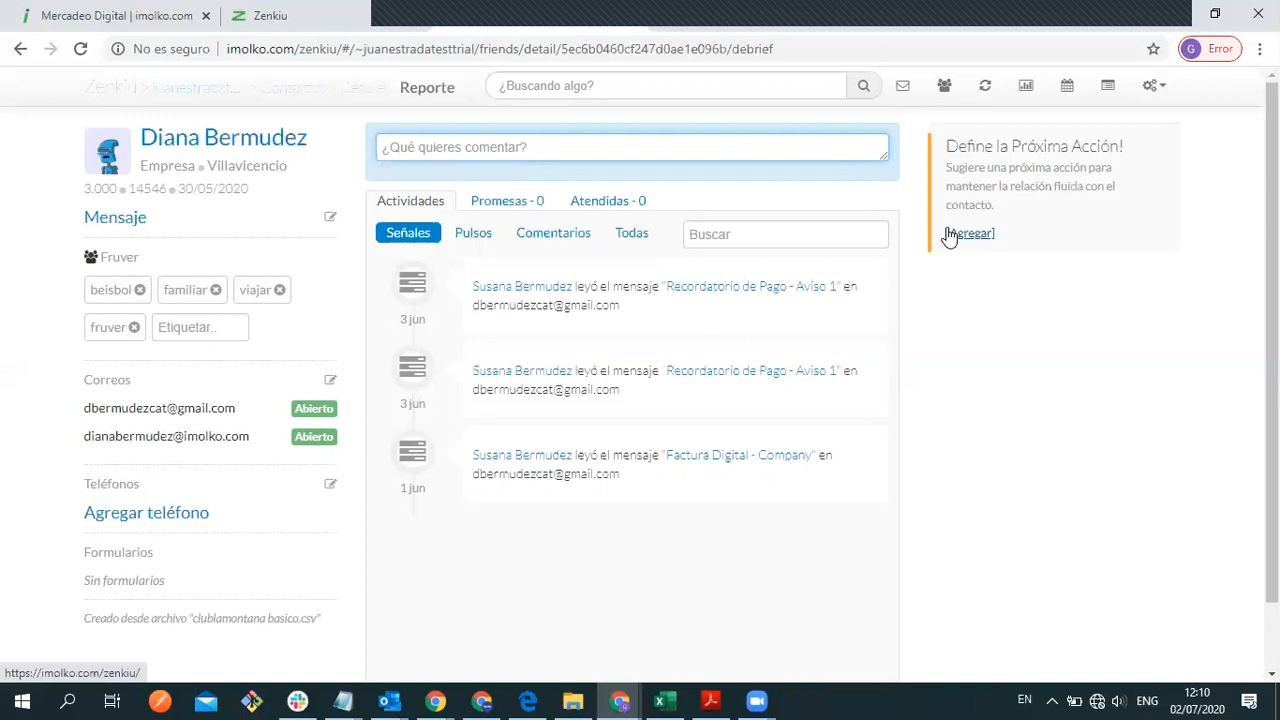 Mercadeo Digital | imolko.com
Zenkiu
No es seguro
imolko.com/zenkiu/#/~juanestradatesttrial/friends/detail/5ec6b0460cf247d0ae1e096b/debrief
G Error
Reporte
¿Buscando algo?
Diana Bermudez
Empresa Villavicencio
3.000 14546 30/05/2020
Mensaje
Fruver
beisbol familiar viajar
fruver Etiquetar..
Correos
dbermudezcat@gmail.com Abierto
dianabermudez@imolko.com Abierto
Teléfonos
Agregar teléfono
Formularios
Sin formularios
Creado desde archivo "clublamontana basico.csv"
¿Qué quieres comentar?
Actividades Promesas - 0 Atendidas - 0
Señales Pulsos Comentarios Todas Buscar
Susana Bermudez leyó el mensaje "Recordatorio de Pago - Aviso 1" en
dbermudezcat@gmail.com
3 jun
Susana Bermudez leyó el mensaje "Recordatorio de Pago - Aviso 1" en
dbermudezcat@gmail.com
3 jun
Susana Bermudez leyó el mensaje "Factura Digital - Company" en
dbermudezcat@gmail.com
1 jun
Define la Próxima Acción!
Sugiere una próxima acción para
mantener la relación fluida con el
contacto.
[Agregar]
https://imolko.com/zenkiu/
EN
ENG
12:10
02/07/2020